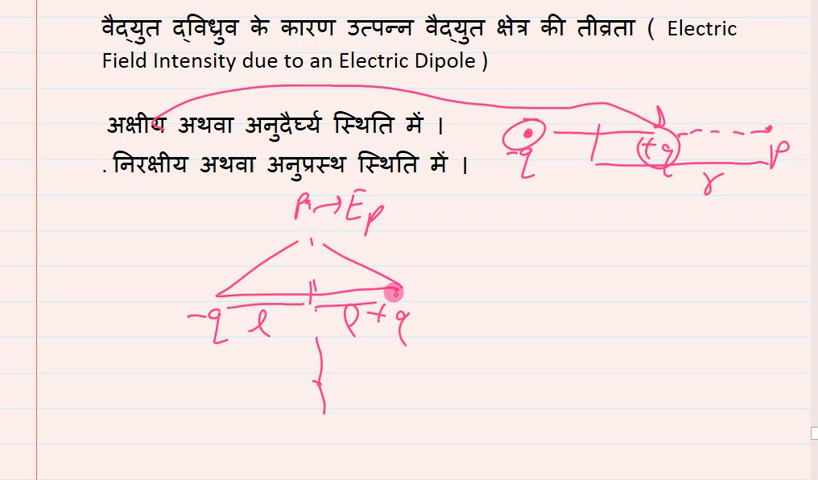 वैद्युत द्विध्रुव के कारण उत्पन्न वैद्युत क्षेत्र की तीव्रता ( Electric
Field Intensity due to an Electric Dipole )
अक्षीय अथवा अनुदैर्घ्य स्थिति में ।
. निरक्षीय अथवा अनुप्रस्थ स्थिति में ।
-q +q P
r
P → Ep
-q l l +q